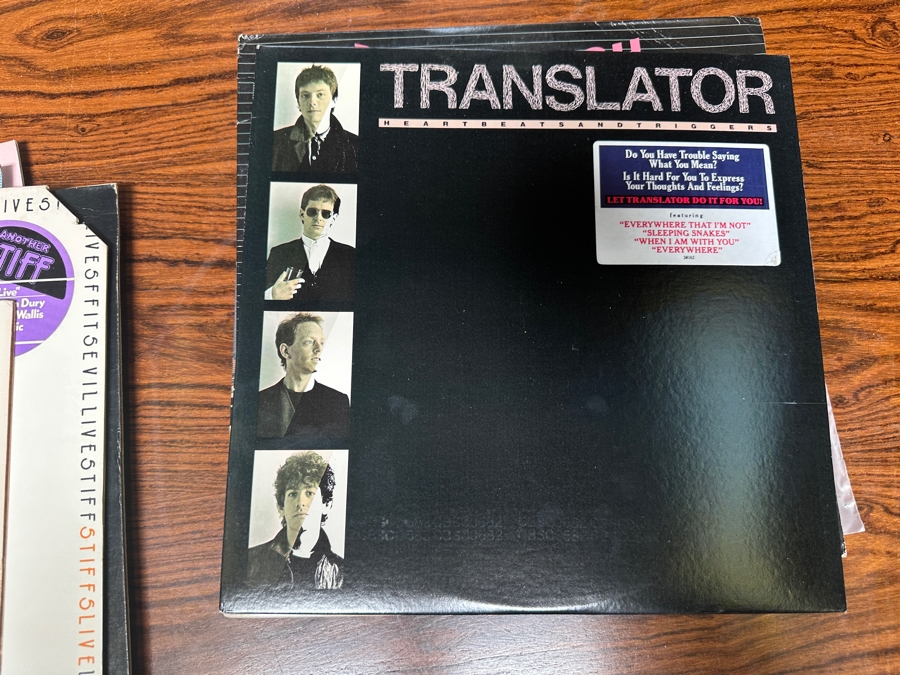 TRANSLATOR
HEARTBEATSANDTRIGGERS
Do You Have Trouble Saying
What You Mean?
Is It Hard For You To Express
Your Thoughts And Feelings?
LET TRANSLATOR DO IT FOR YOU!
featuring
"EVERYWHERE THAT I'M NOT"
"SLEEPING SNAKES"
"WHEN I AM WITH YOU"
"EVERYWHERE"
LIVES
ANOTHER
STIFF
Live"
Dury
Wallis
ic
LIVESTIFFSTIFFSLIVE